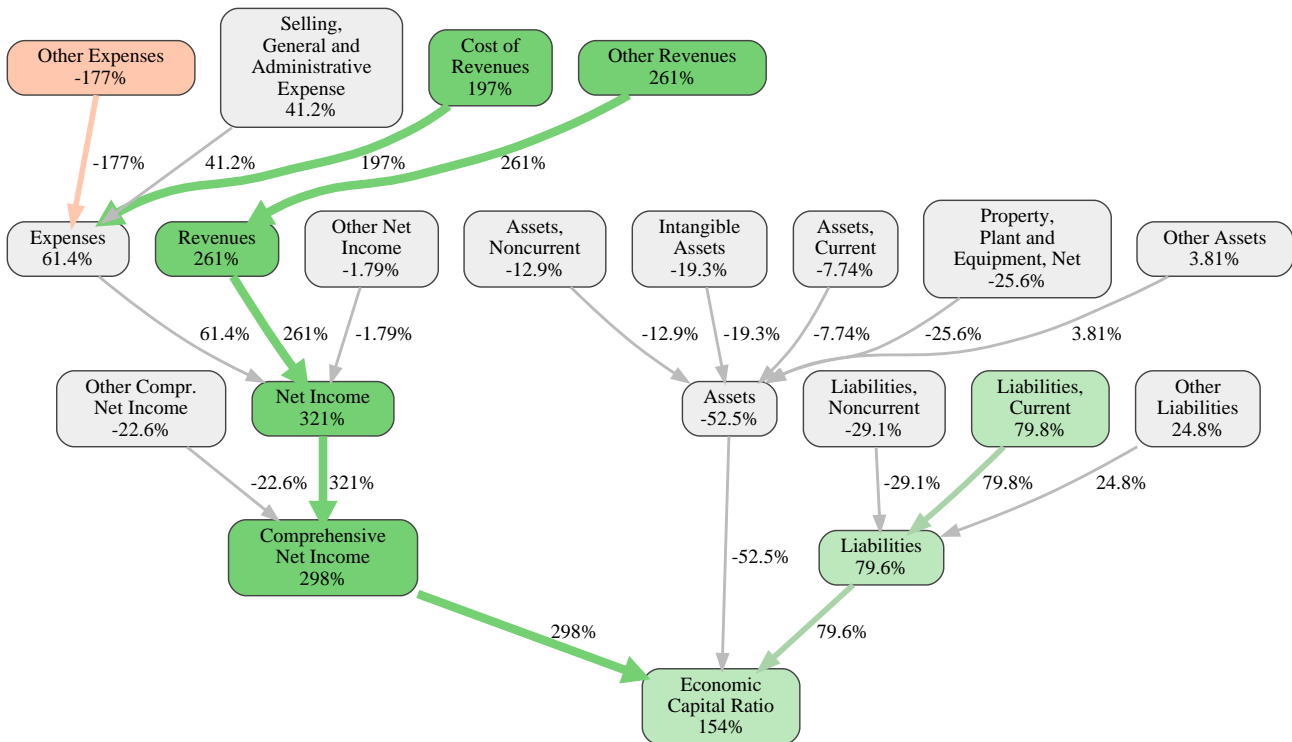 Other Expenses
-177%
Selling,
General and
Administrative
Expense
41.2%
Cost of
Revenues
197%
Other Revenues
261%
-177%
41.2%
197%
261%
Expenses
61.4%
Revenues
261%
Other Net
Income
-1.79%
Assets,
Noncurrent
-12.9%
Intangible
Assets
-19.3%
Assets,
Current
-7.74%
Property,
Plant and
Equipment, Net
-25.6%
Other Assets
3.81%
61.4%
261%
-1.79%
-12.9%
-19.3%
-7.74%
-25.6%
3.81%
Other Compr.
Net Income
-22.6%
Net Income
321%
Assets
-52.5%
Liabilities,
Noncurrent
-29.1%
Liabilities,
Current
79.8%
Other
Liabilities
24.8%
-22.6%
321%
-29.1%
79.8%
24.8%
Comprehensive
Net Income
298%
-52.5%
Liabilities
79.6%
298%
79.6%
Economic
Capital Ratio
154%